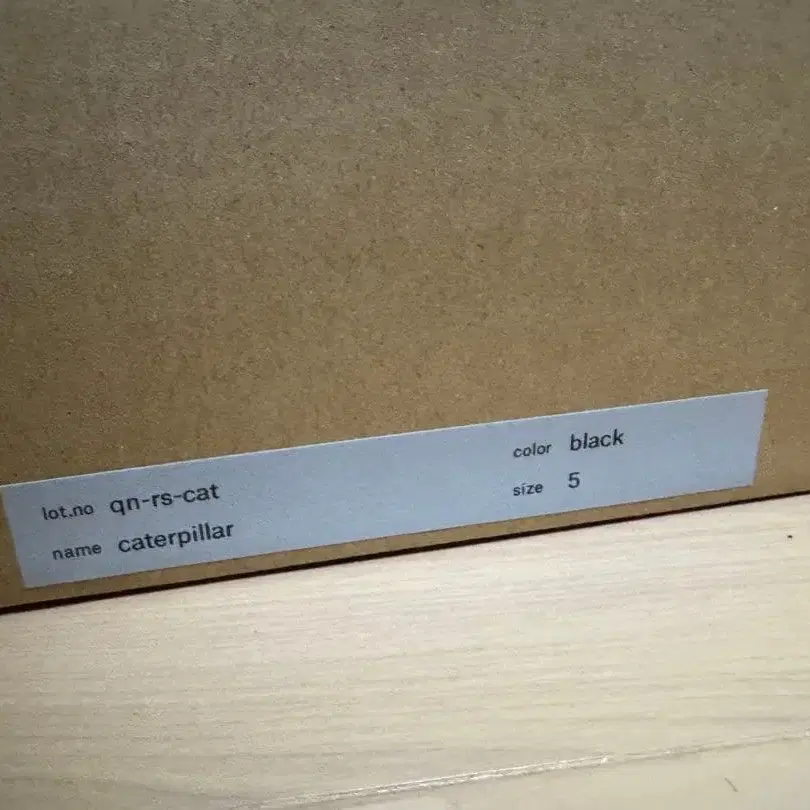 lot.no qn-rs-cat
name caterpillar
color black
size 5